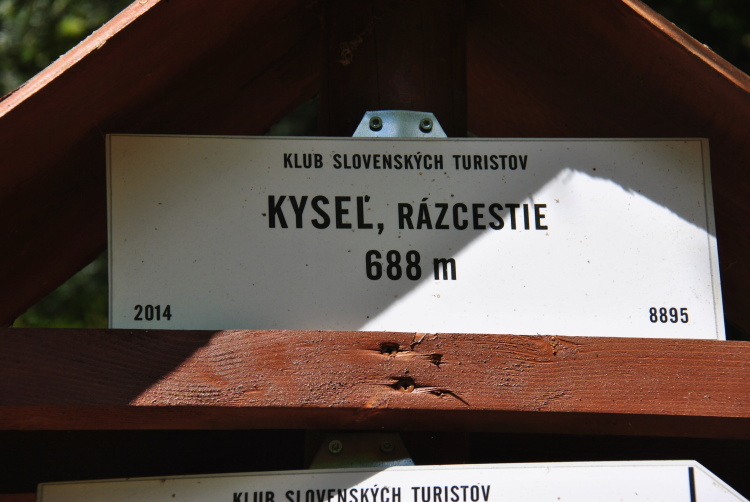 KLUB SLOVENSKÝCH TURISTOV
KYSEĽ, RÁZCESTIE
688 m
2014 8895
KLUB SLOVENSKÝCH TURISTOV